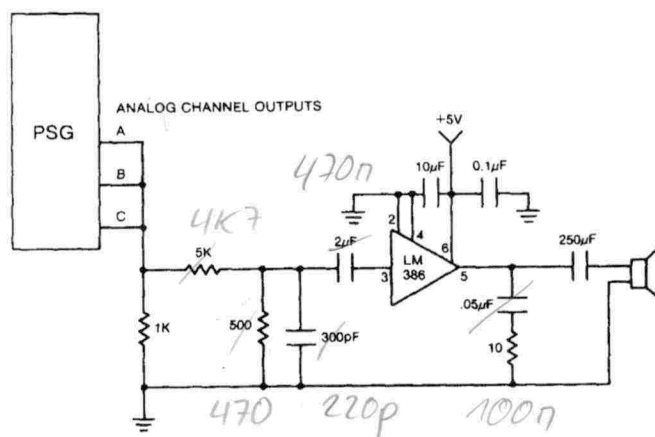 ANALOG CHANNEL OUTPUTS
PSG
A
B
C
+5V
470n
10µF
0.1µF
4K7
5K
2µF
2
4
6
3
LM
386
5
250µF
1K
500
300pF
.05µF
10
470
220p
100n